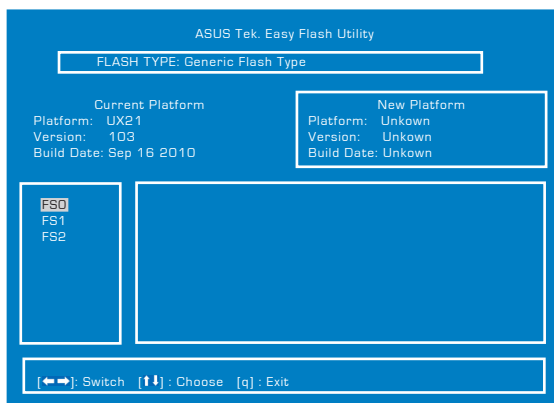 ASUS Tek. Easy Flash Utility
FLASH TYPE: Generic Flash Type
Current Platform
Platform: UX21
Version: 103
Build Date: Sep 16 2010
New Platform
Platform: Unkown
Version: Unkown
Build Date: Unkown
FS0
FS1
FS2
[←→]: Switch [↑↓] : Choose [q] : Exit